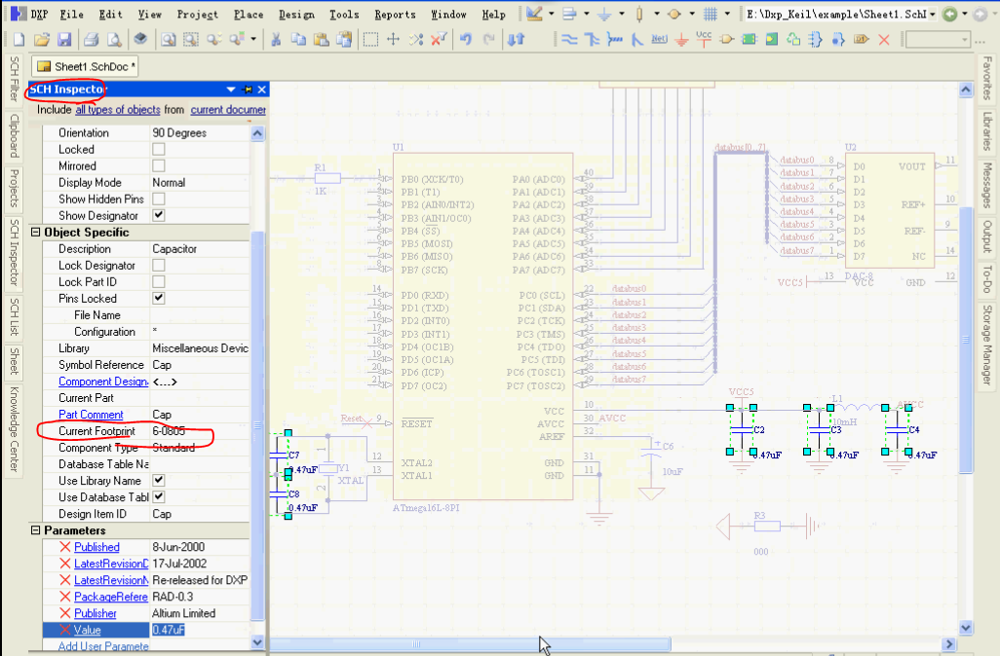 DXP File Edit View Project Place Design Tools Reports Window Help E:\Dxp_Keil\example\Sheet1.SchI
Net VCC ...
Sheet1.SchDoc *
SCH Filter
Clipboard
Projects
SCH Inspector
SCH List
Sheet
Knowledge Center
SCH Inspector
Include all types of objects from current documer
Orientation 90 Degrees
Locked
Mirrored
Display Mode Normal
Show Hidden Pins
Show Designator
Object Specific
Description Capacitor
Lock Designator
Lock Part ID
Pins Locked
File Name
Configuration *
Library Miscellaneous Devic
Symbol Reference Cap
Component Design <...>
Current Part
Part Comment Cap
Current Footprint 6-0805
Component Type Standard
Database Table Na
Use Library Name
Use Database Tabl
Design Item ID Cap
Parameters
Published 8-Jun-2000
LatestRevisionD 17-Jul-2002
LatestRevisionN Re-released for DXP
PackageRefere RAD-0.3
Publisher Altium Limited
Value 0.47uF
Add User Paramete
U1
R1
1K
1 PB0 (XCK/T0) PA0 (ADC0) 40
2 PB1 (T1) PA1 (ADC1) 39
3 PB2 (AIN0/INT2) PA2 (ADC2) 38
4 PB3 (AIN1/OC0) PA3 (ADC3) 37
5 PB4 (SS) PA4 (ADC4) 36
6 PB5 (MOSI) PA5 (ADC5) 35
7 PB6 (MISO) PA6 (ADC6) 34
8 PB7 (SCK) PA7 (ADC7) 33
14 PD0 (RXD) PC0 (SCL) 22 databus0
15 PD1 (TXD) PC1 (SDA) 23 databus1
16 PD2 (INT0) PC2 (TCK) 24 databus2
17 PD3 (INT1) PC3 (TMS) 25 databus3
18 PD4 (OC1B) PC4 (TDO) 26 databus4
19 PD5 (OC1A) PC5 (TDI) 27 databus5
20 PD6 (ICP) PC6 (TOSC1) 28 databus6
21 PD7 (OC2) PC7 (TOSC2) 29 databus7
VCC 10
Reset 9 RESET AVCC 30 AVCC
AREF 32
12 XTAL2 GND 31
13 XTAL1 GND 11
ATmega16L-8PI
C7
0.47uF
C8
0.47uF
1
Y1
XTAL
2
C6
10uF
databus[0..7]
U2
databus0 8 D0 VOUT 11
databus1 7 D1
databus2 6 D2
databus3 5 D3 REF+ 10
databus4 4 D4
databus5 3 D5 REF- 9
databus6 2 D6
databus7 1 D7 NC 14
DAC-8
VCC5 13 VCC GND 12
VCC5
L1
10mH
AVCC
C2
0.47uF
C3
0.47uF
C4
0.47uF
R3
000
Favorites
Libraries
Messages
Output
To-Do
Storage Manager